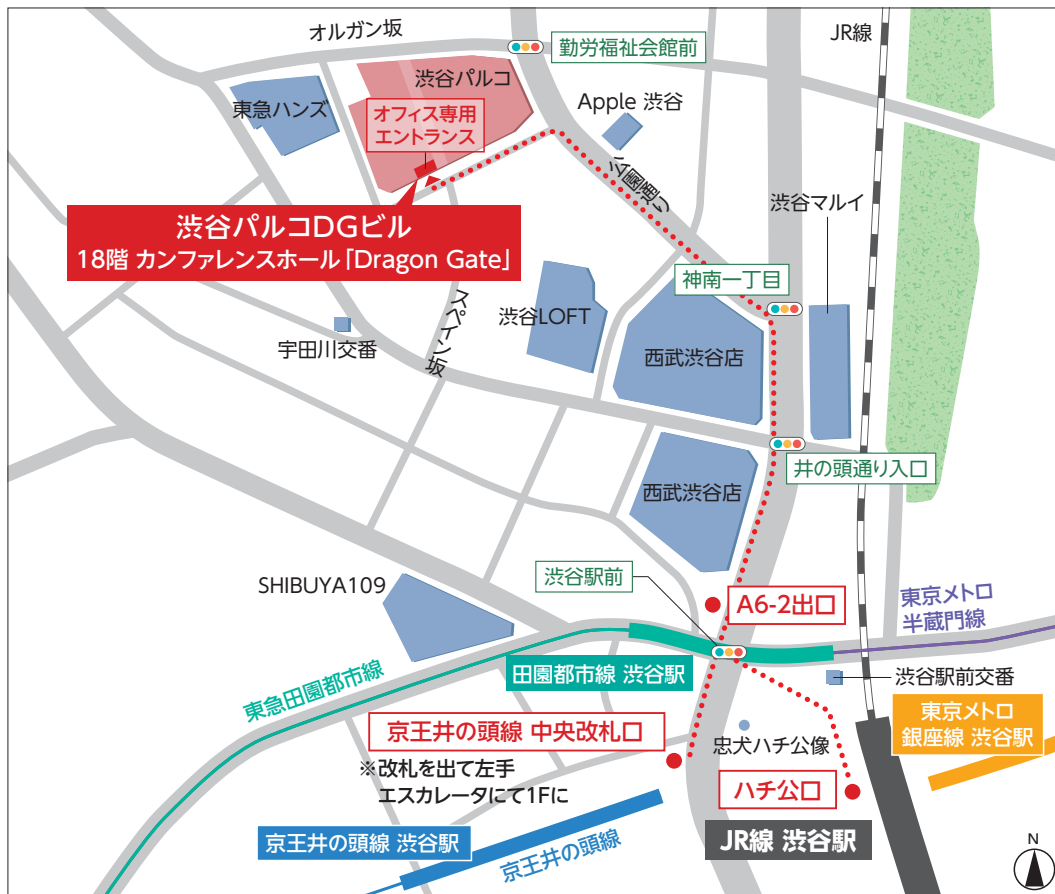 オルガン坂
勤労福祉会館前
JR線
渋谷パルコ
東急ハンズ
オフィス専用
エントランス
Apple 渋谷
公園通り
渋谷マルイ
渋谷パルコDGビル
18階 カンファレンスホール「Dragon Gate」
神南一丁目
スペイン坂
渋谷LOFT
宇田川交番
西武渋谷店
井の頭通り入口
西武渋谷店
渋谷駅前
SHIBUYA109
A6-2出口
東京メトロ
半蔵門線
田園都市線 渋谷駅
渋谷駅前交番
東急田園都市線
東京メトロ
銀座線 渋谷駅
京王井の頭線 中央改札口
忠犬ハチ公像
※改札を出て左手
エスカレータにて1Fに
ハチ公口
京王井の頭線 渋谷駅
京王井の頭線
JR線 渋谷駅
N